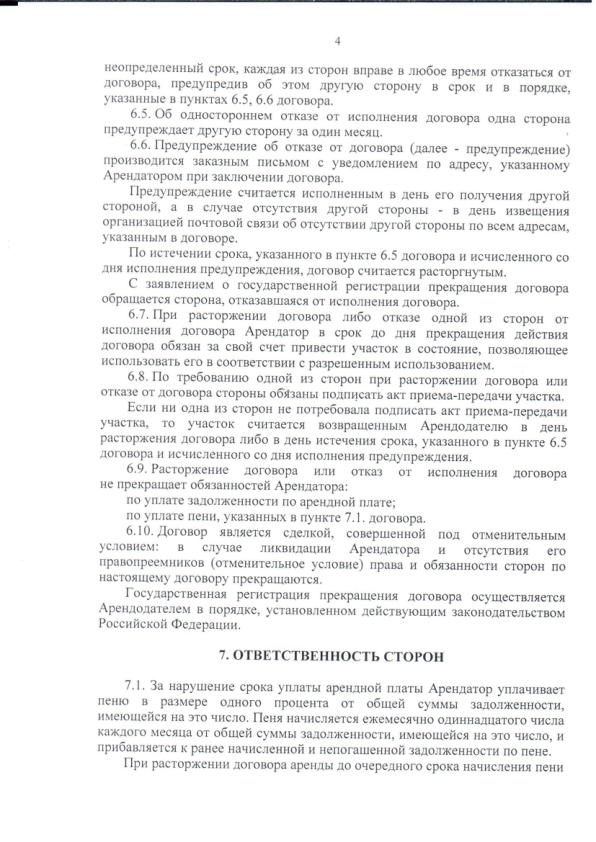 4
неопределенный срок, каждая из сторон вправе в любое время отказаться от
договора, предупредив об этом другую сторону в срок и в порядке,
указанные в пунктах 6.5, 6.6 договора.
6.5. Об одностороннем отказе от исполнения договора одна сторона
предупреждает другую сторону за один месяц.
6.6. Предупреждение об отказе от договора (далее - предупреждение)
производится заказным письмом с уведомлением по адресу, указанному
Арендатором при заключении договора.
Предупреждение считается исполненным в день его получения другой
стороной, а в случае отсутствия другой стороны - в день извещения
организацией почтовой связи об отсутствии другой стороны по всем адресам,
указанным в договоре.
По истечении срока, указанного в пункте 6.5 договора и исчисленного со
дня исполнения предупреждения, договор считается расторгнутым.
С заявлением о государственной регистрации прекращения договора
обращается сторона, отказавшаяся от исполнения договора.
6.7. При расторжении договора либо отказе одной из сторон от
исполнения договора Арендатор в срок до дня прекращения действия
договора обязан за свой счет привести участок в состояние, позволяющее
использовать его в соответствии с разрешенным использованием.
6.8. По требованию одной из сторон при расторжении договора или
отказе от договора стороны обязаны подписать акт приема-передачи участка.
Если ни одна из сторон не потребовала подписать акт приема-передачи
участка, то участок считается возвращенным Арендодателю в день
расторжения договора либо в день истечения срока, указанного в пункте 6.5
договора и исчисленного со дня исполнения предупреждения.
6.9. Расторжение договора или отказ от исполнения договора
не прекращает обязанностей Арендатора:
по уплате задолженности по арендной плате;
по уплате пени, указанных в пункте 7.1. договора.
6.10. Договор является сделкой, совершенной под отменительным
условием: в случае ликвидации Арендатора и отсутствия его
правопреемников (отменительное условие) права и обязанности сторон по
настоящему договору прекращаются.
Государственная регистрация прекращения договора осуществляется
Арендодателем в порядке, установленном действующим законодательством
Российской Федерации.
7. ОТВЕТСТВЕННОСТЬ СТОРОН
7.1. За нарушение срока уплаты арендной платы Арендатор уплачивает
пеню в размере одного процента от общей суммы задолженности,
имеющейся на это число. Пеня начисляется ежемесячно одиннадцатого числа
каждого месяца от общей суммы задолженности, имеющейся на это число, и
прибавляется к ранее начисленной и непогашенной задолженности по пене.
При расторжении договора аренды до очередного срока начисления пени